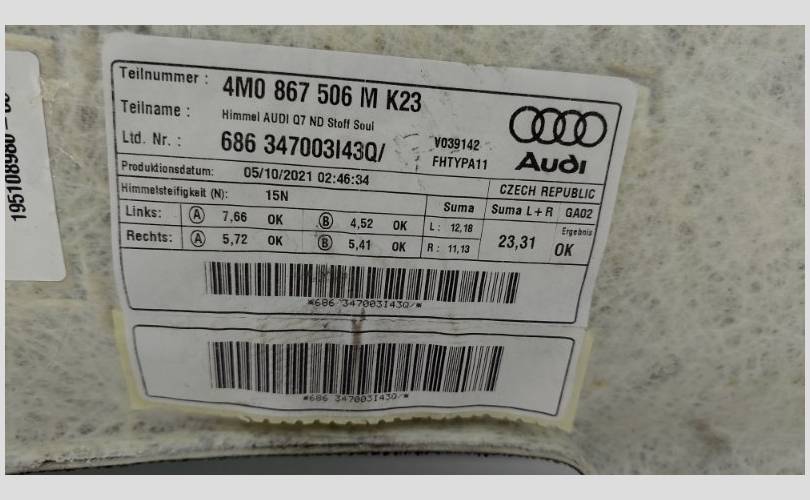 Teilnummer : 4M0 867 506 M K23
Teilname : Himmel AUDI Q7 ND Stoff Soul
Ltd. Nr. : 686 347003I43Q/
V039142
FHTYPA11
Audi
Produktionsdatum: 05/10/2021 02:46:34
CZECH REPUBLIC
Himmelsteifigkeit (N): 15N
Suma Suma L+R GA02
Links: A 7,66 OK B 4,52 OK L: 12,18
Rechts: A 5,72 OK B 5,41 OK R: 11,13
23,31 Ergebnis OK
*686 347003I43Q/*
*686 347003I43Q/*